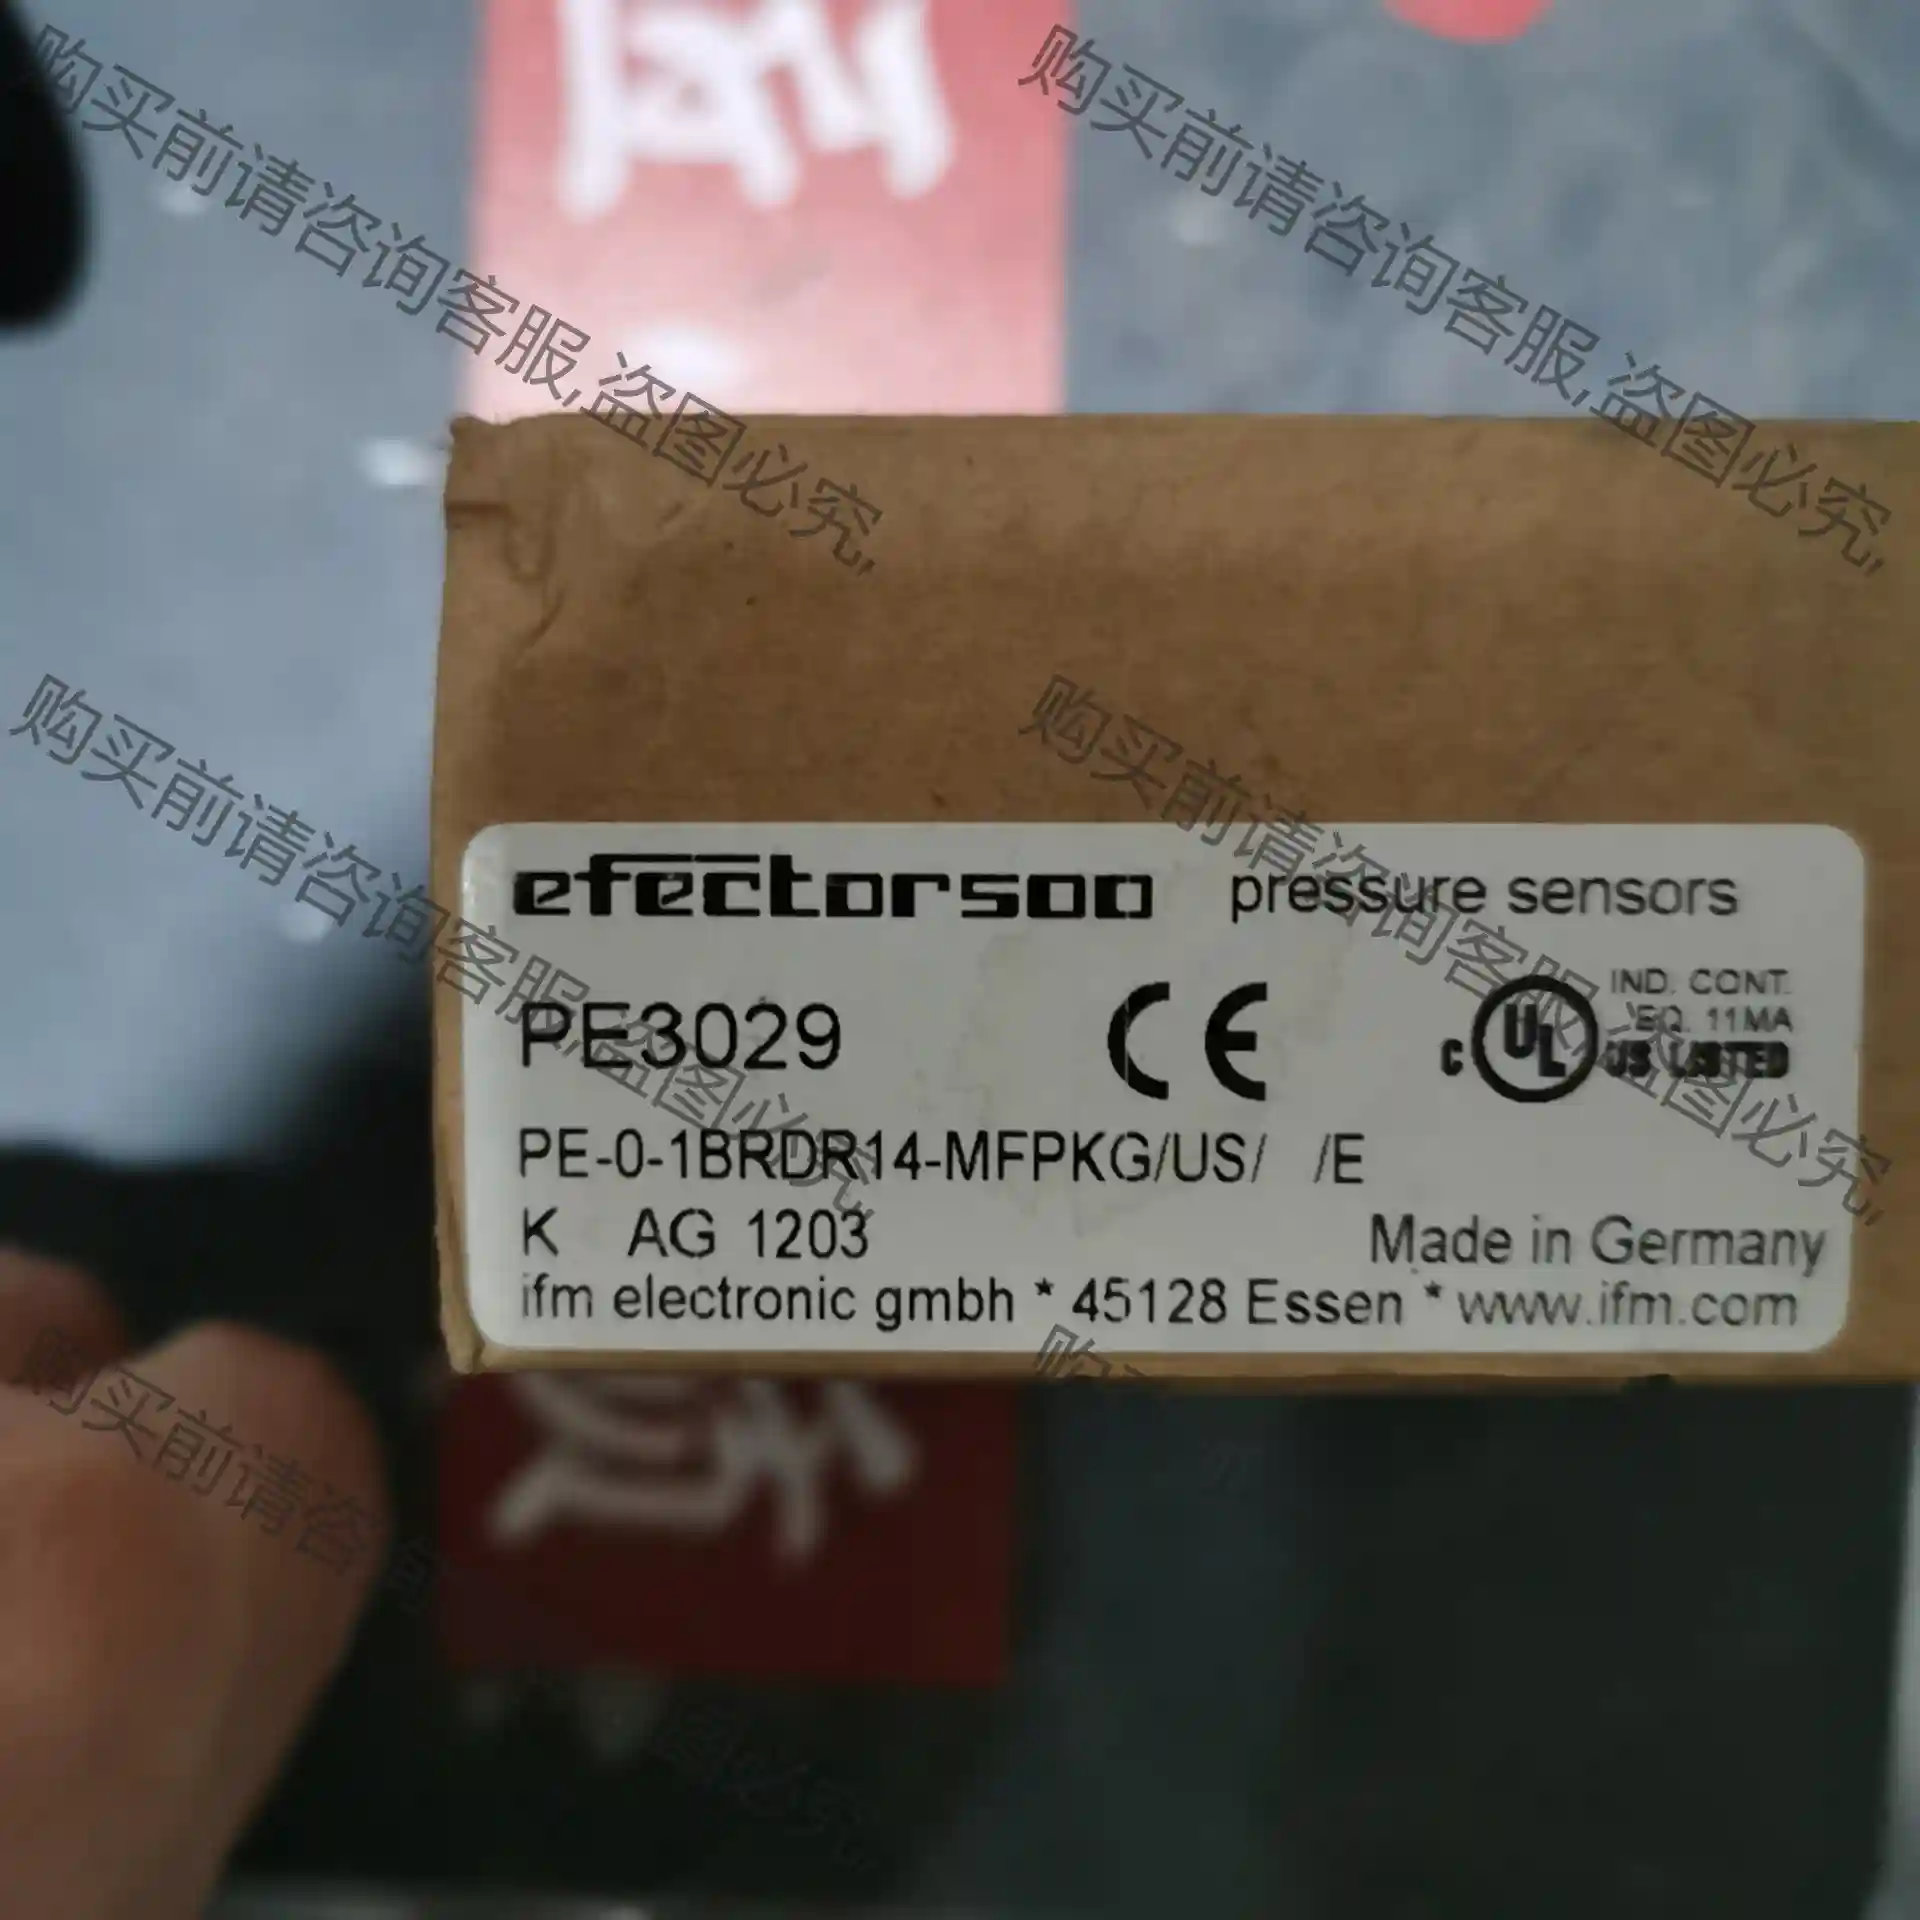 购买前请咨询客服,盗图必究,
购买前请咨询客服,盗图必究,
购买前请咨询客服,盗图必究,
购买前请咨询客服,盗图必究,
efector500 pressure sensors
PE3029 CE C UL US LISTED
IND. CONT.
EQ. 11MA
PE-0-1BRDR14-MFPKG/US/ /E
K AG 1203 Made in Germany
ifm electronic gmbh * 45128 Essen * www.ifm.com
购买前请咨询